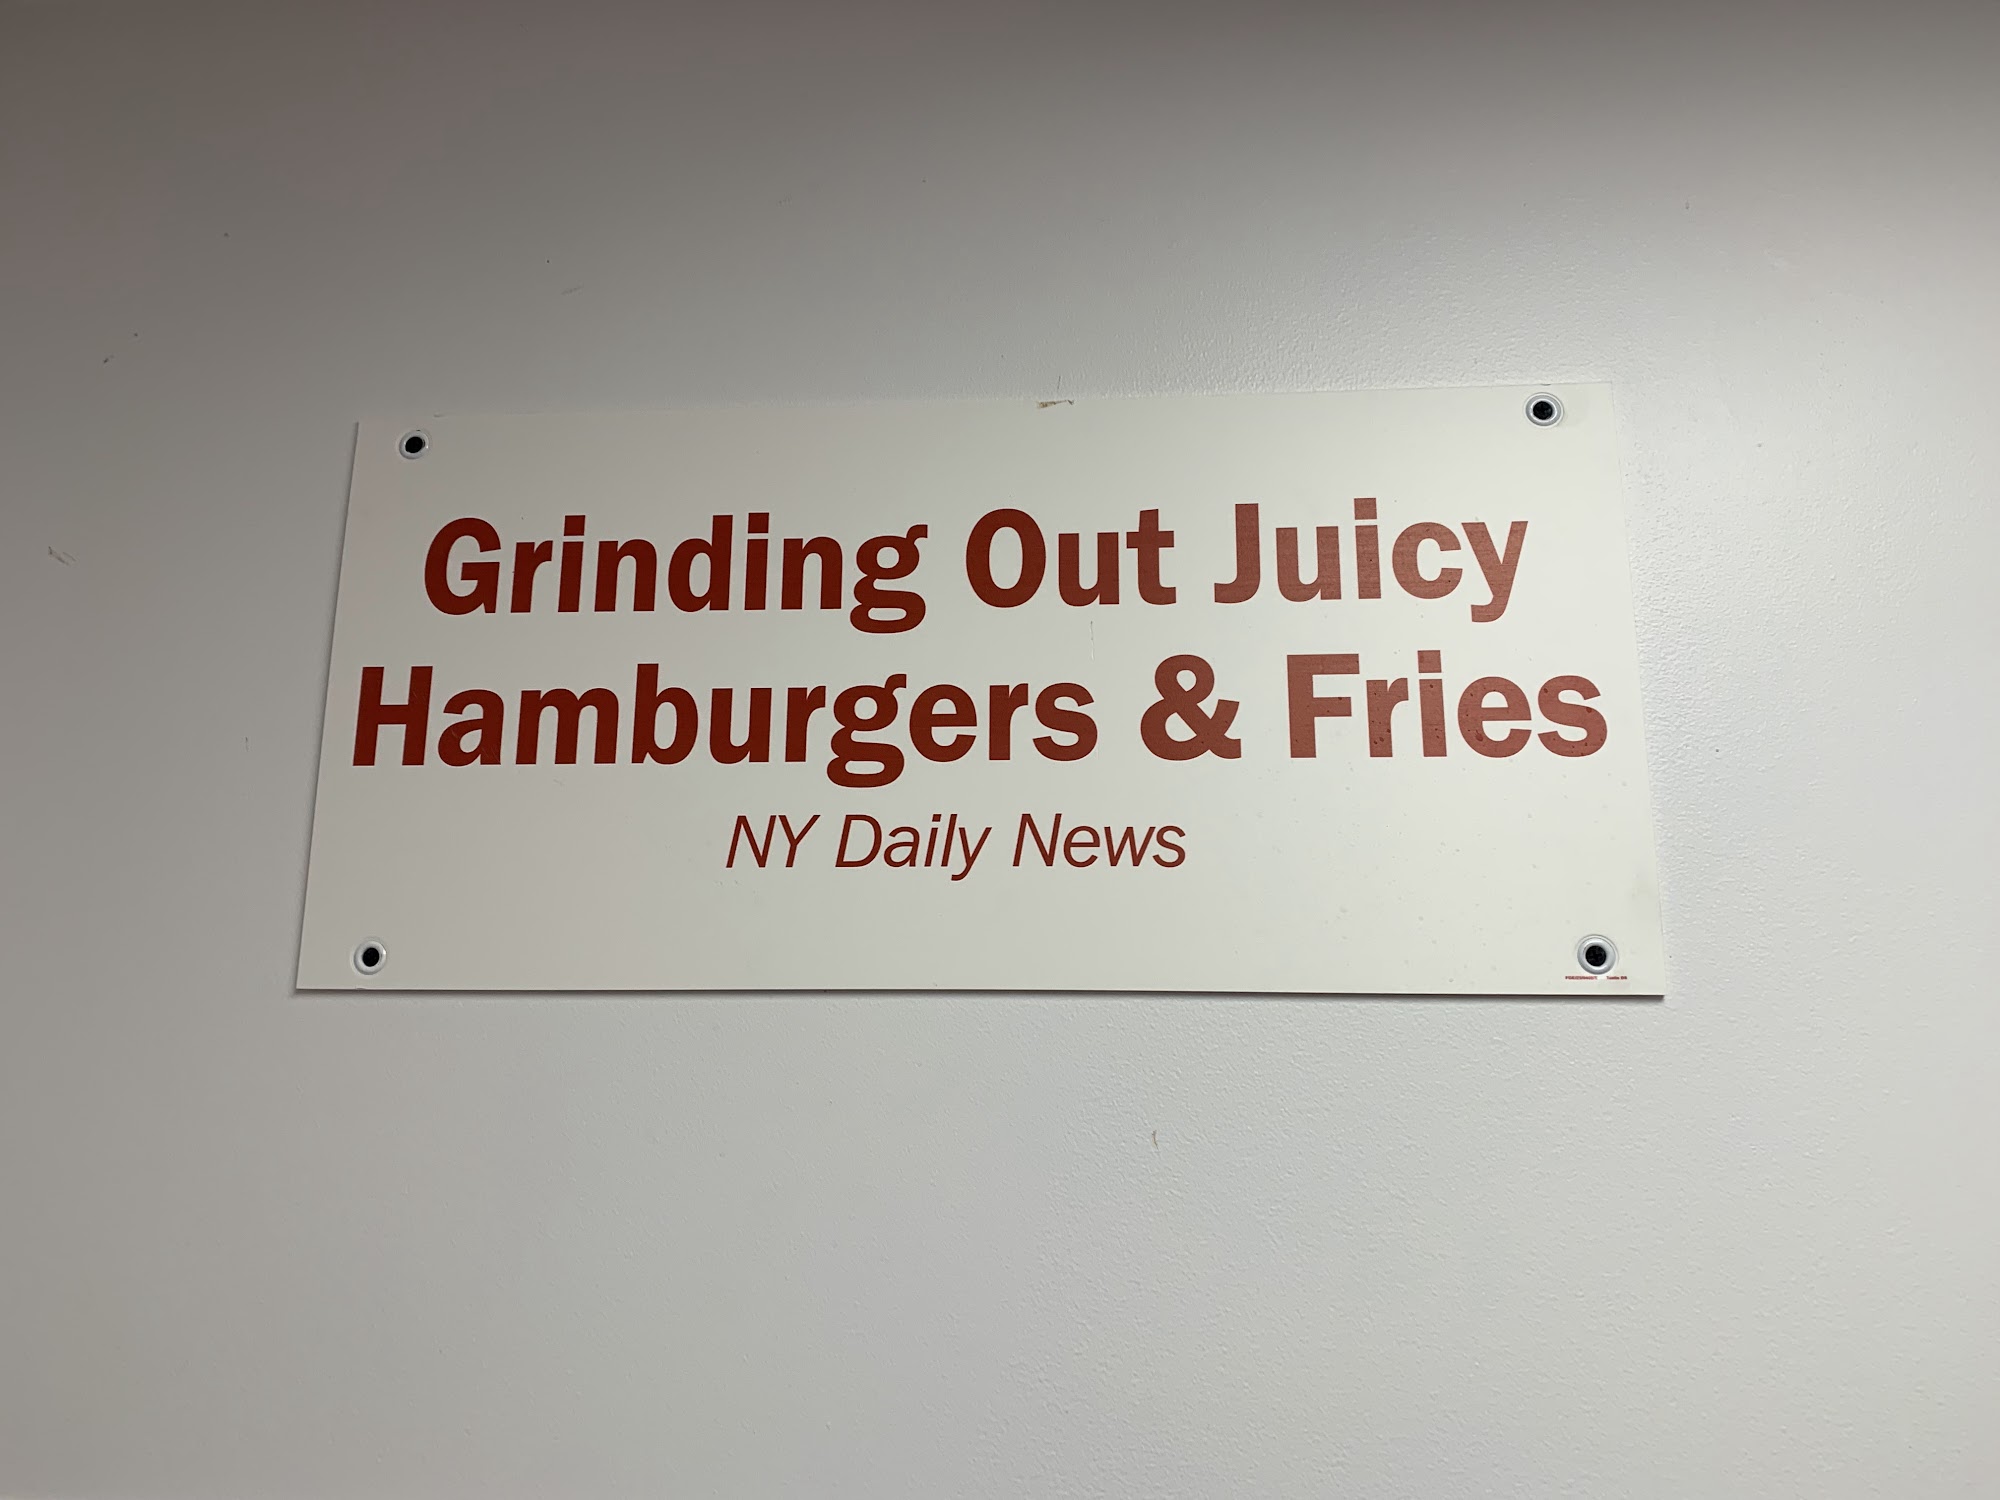 Grinding Out Juicy
Hamburgers & Fries
NY Daily News